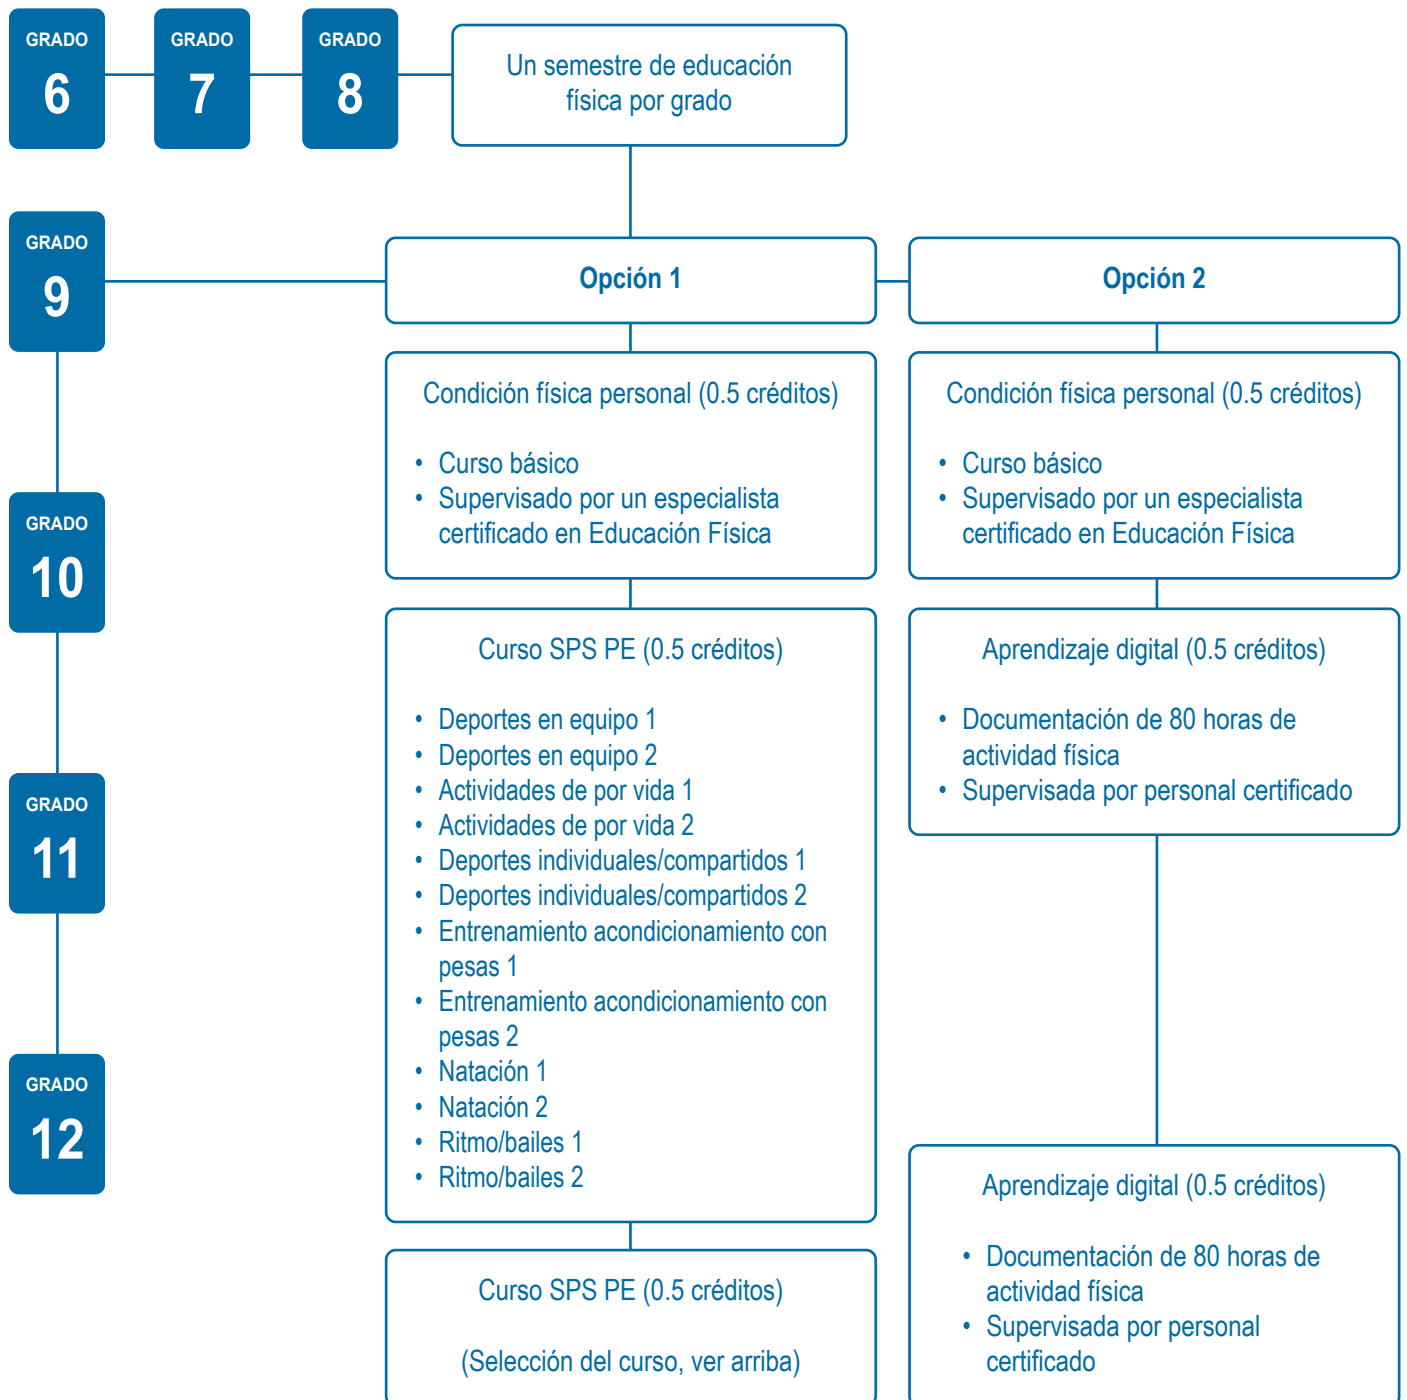 GRADO
6
GRADO
7
GRADO
8
Un semestre de educación
física por grado
GRADO
9
Opción 1
Opción 2
Condición física personal (0.5 créditos)
• Curso básico
• Supervisado por un especialista
certificado en Educación Física
Condición física personal (0.5 créditos)
• Curso básico
• Supervisado por un especialista
certificado en Educación Física
GRADO
10
Curso SPS PE (0.5 créditos)
• Deportes en equipo 1
• Deportes en equipo 2
• Actividades de por vida 1
• Actividades de por vida 2
• Deportes individuales/compartidos 1
• Deportes individuales/compartidos 2
• Entrenamiento acondicionamiento con
pesas 1
• Entrenamiento acondicionamiento con
pesas 2
• Natación 1
• Natación 2
• Ritmo/bailes 1
• Ritmo/bailes 2
Aprendizaje digital (0.5 créditos)
• Documentación de 80 horas de
actividad física
• Supervisada por personal certificado
GRADO
11
GRADO
12
Curso SPS PE (0.5 créditos)
(Selección del curso, ver arriba)
Aprendizaje digital (0.5 créditos)
• Documentación de 80 horas de
actividad física
• Supervisada por personal
certificado